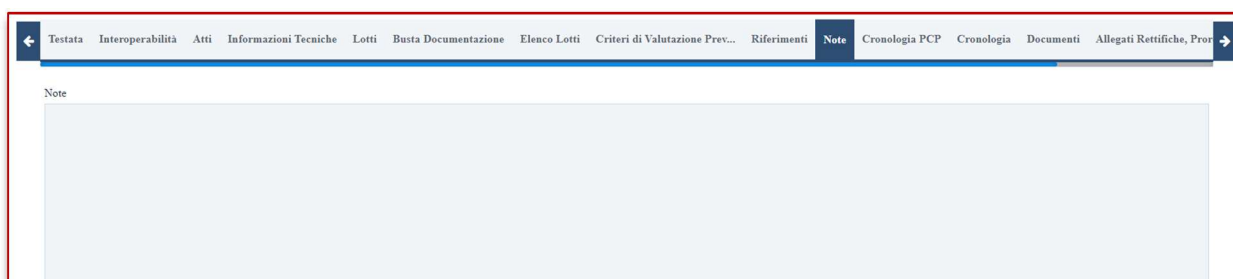 Testata Interoperabilità Atti Informazioni Tecniche Lotti Busta Documentazione Elenco Lotti Criteri di Valutazione Prev... Riferimenti Note Cronologia PCP Cronologia Documenti Allegati Rettifiche, Pror
Note